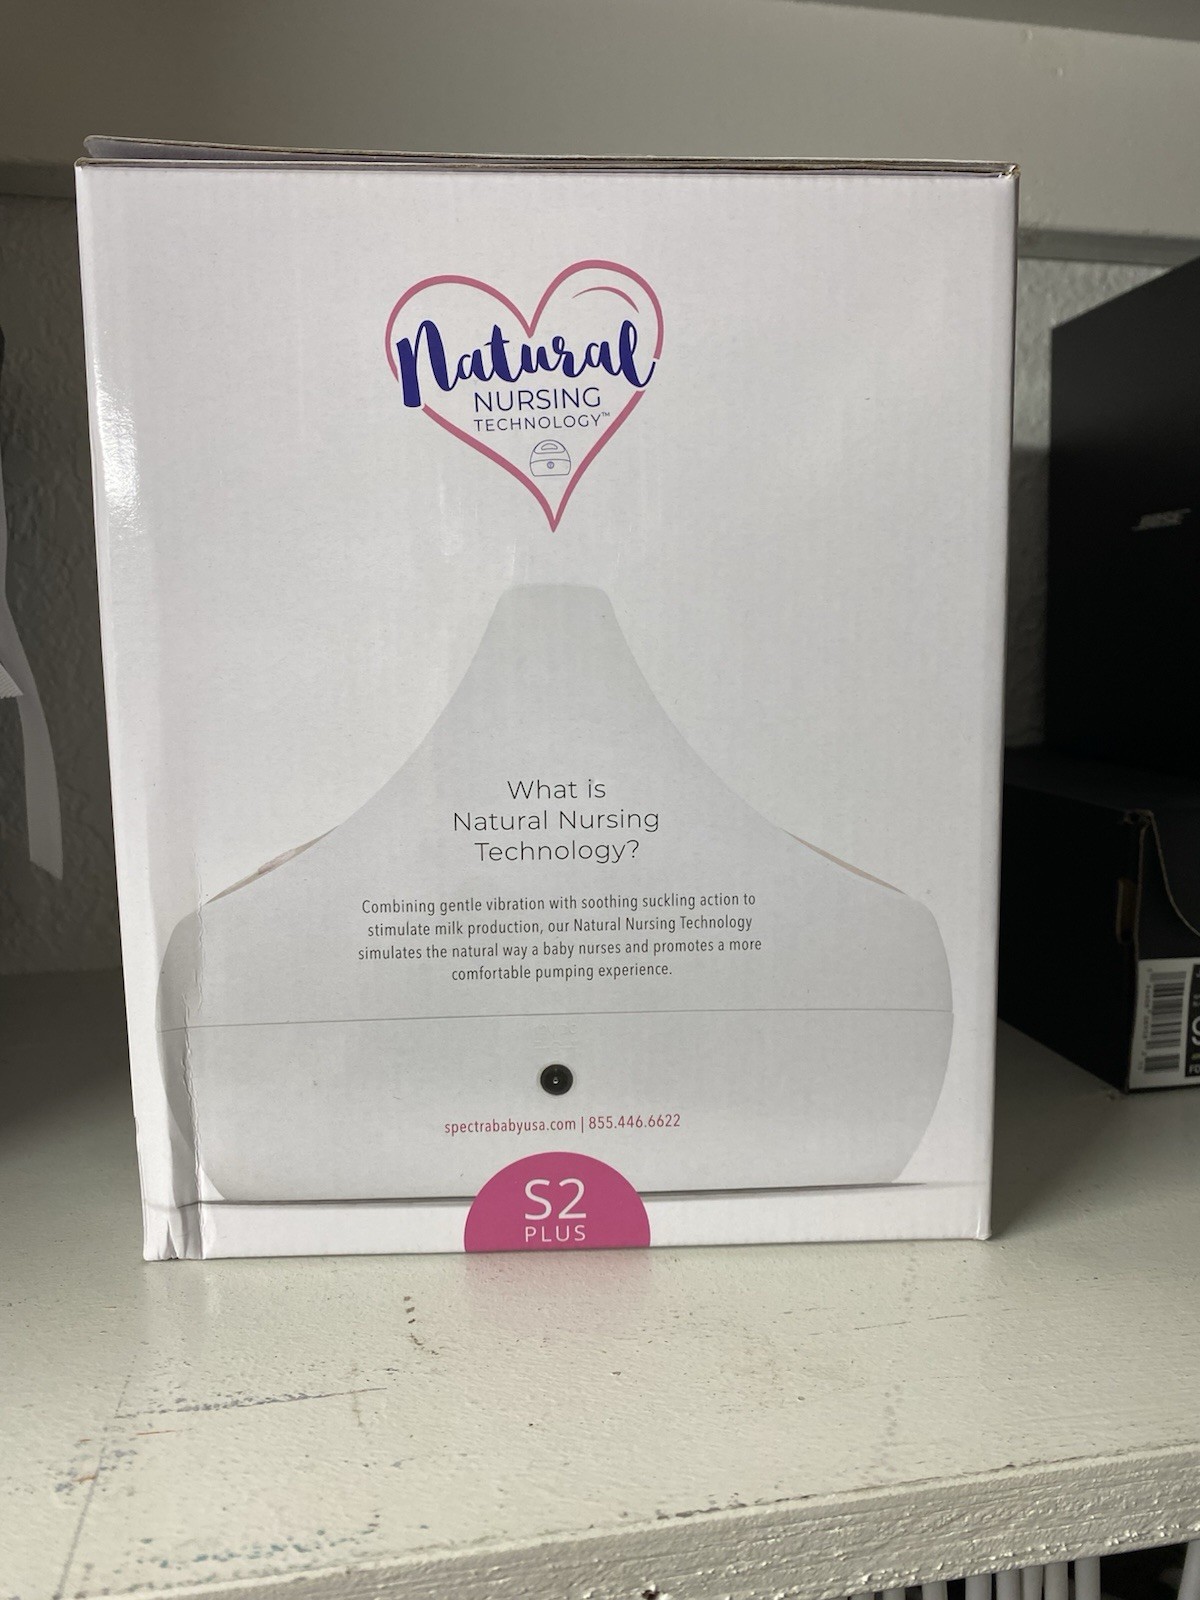 Natural
NURSING
TECHNOLOGY™
What is
Natural Nursing
Technology?
Combining gentle vibration with soothing suckling action to
stimulate milk production, our Natural Nursing Technology
simulates the natural way a baby nurses and promotes a more
comfortable pumping experience.
spectrababyusa.com | 855.446.6622
S2
PLUS
BOSE